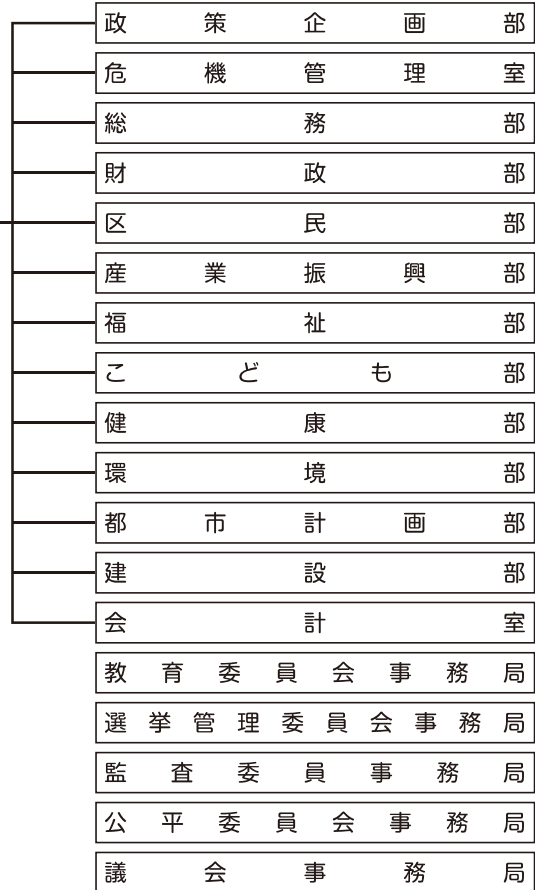 政策企画部
危機管理室
総務部
財政部
区民部
産業振興部
福祉部
こども部
健康部
環境部
都市計画部
建設部
会計室
教育委員会事務局
選挙管理委員会事務局
監査委員事務局
公平委員会事務局
議会事務局